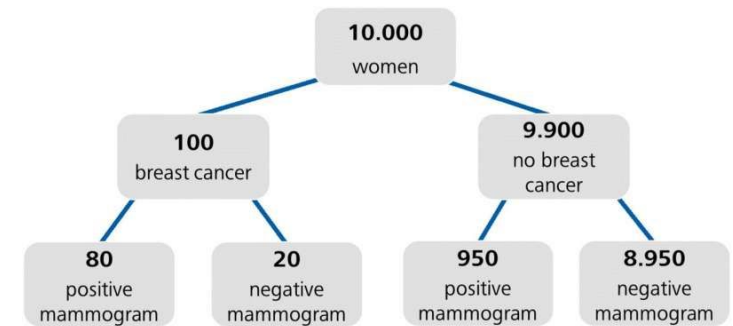 10.000
women
100
breast cancer
9.900
no breast
cancer
80
positive
mammogram
20
negative
mammogram
950
positive
mammogram
8.950
negative
mammogram